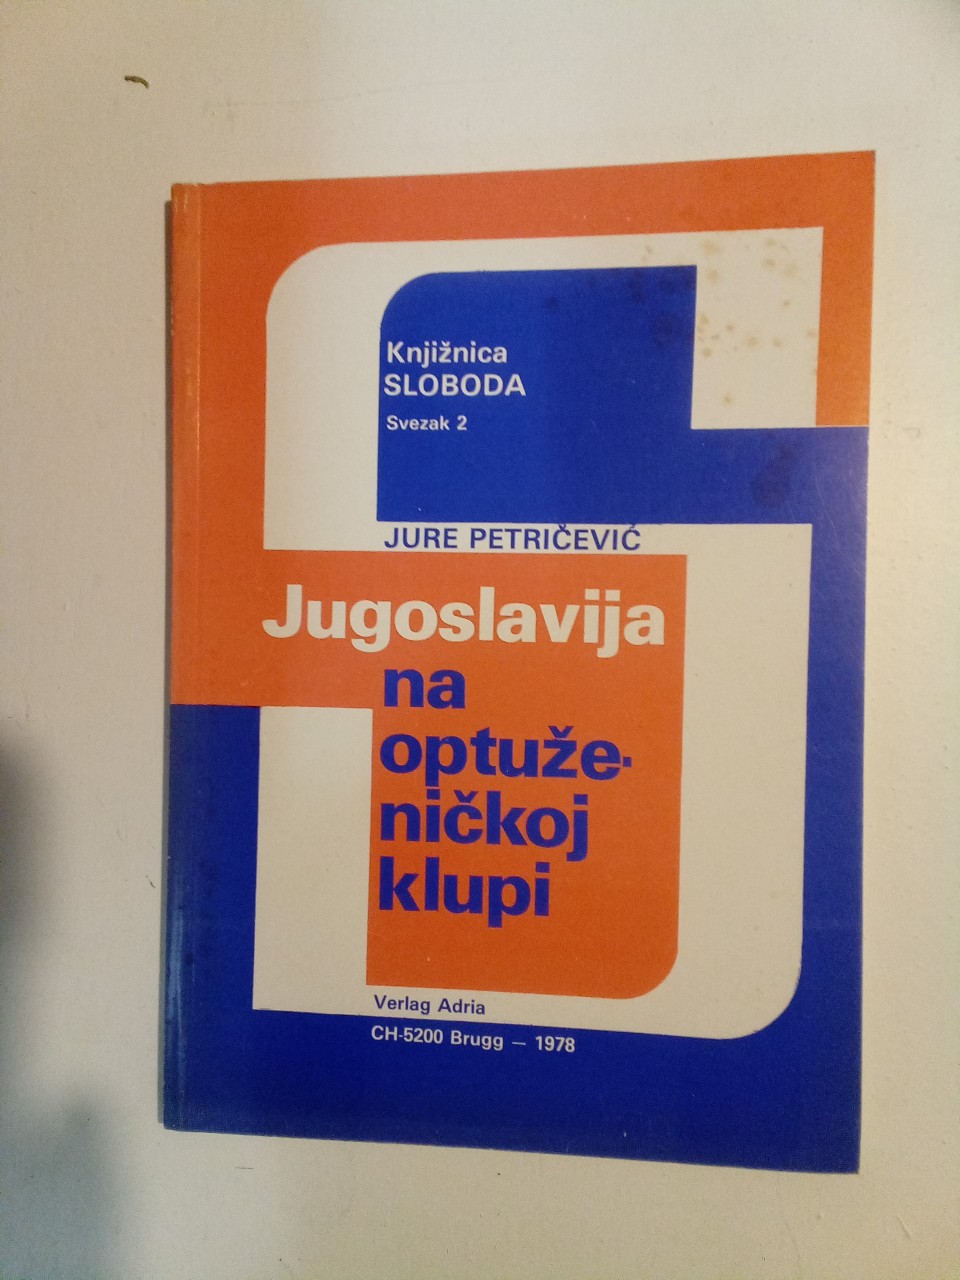 Knjižnica
SLOBODA
Svezak 2
JURE PETRIČEVIĆ
Jugoslavija
na
optuže-
ničkoj
klupi
Verlag Adria
CH-5200 Brugg — 1978